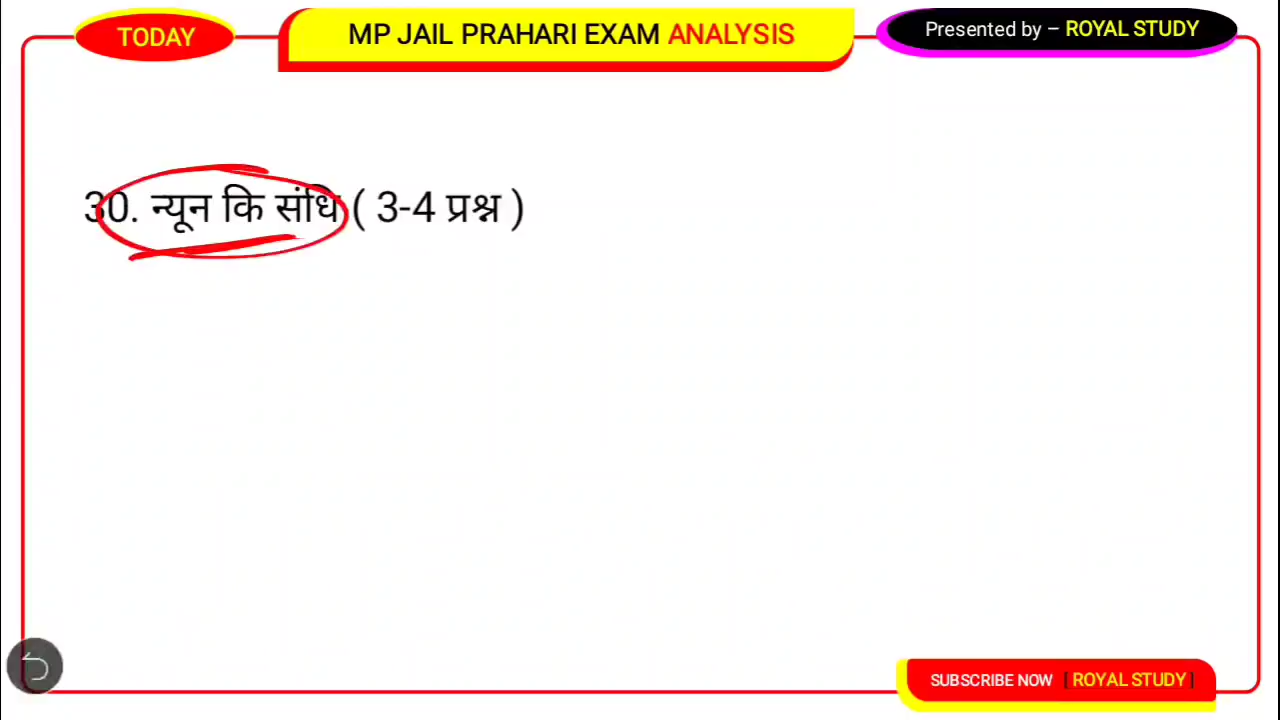 TODAY
MP JAIL PRAHARI EXAM ANALYSIS
Presented by – ROYAL STUDY
30. न्यून कि संधि ( 3-4 प्रश्न )
SUBSCRIBE NOW [ ROYAL STUDY ]